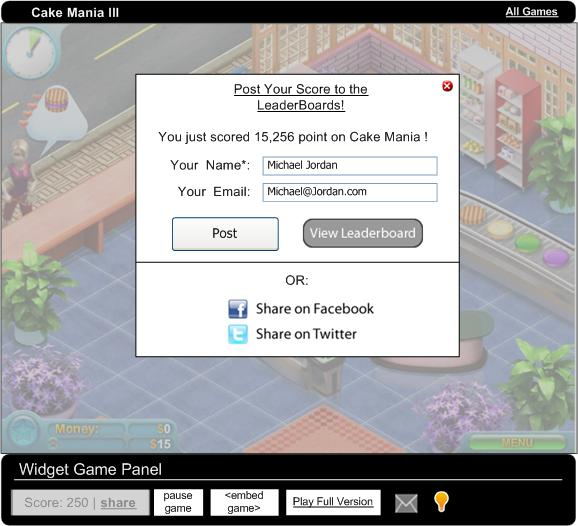 Cake Mania III
All Games
Post Your Score to the
LeaderBoards!
You just scored 15,256 point on Cake Mania !
Your Name*: Michael Jordan
Your Email: Michael@Jordan.com
Post
View Leaderboard
OR:
Share on Facebook
Share on Twitter
Money: $0
$15
MENU
Widget Game Panel
Score: 250 | share
pause
game
<embed
game>
Play Full Version